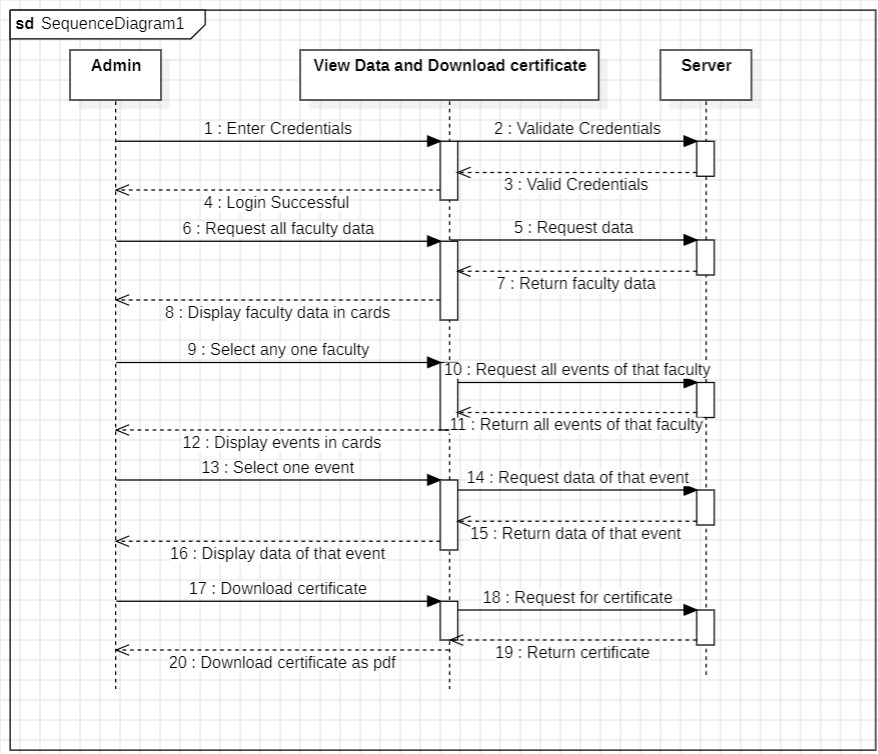 sd SequenceDiagram1
Admin
View Data and Download certificate
Server
1 : Enter Credentials
2 : Validate Credentials
3 : Valid Credentials
4 : Login Successful
6 : Request all faculty data
5 : Request data
7 : Return faculty data
8 : Display faculty data in cards
9 : Select any one faculty
10 : Request all events of that faculty
11 : Return all events of that faculty
12 : Display events in cards
13 : Select one event
14 : Request data of that event
15 : Return data of that event
16 : Display data of that event
17 : Download certificate
18 : Request for certificate
19 : Return certificate
20 : Download certificate as pdf